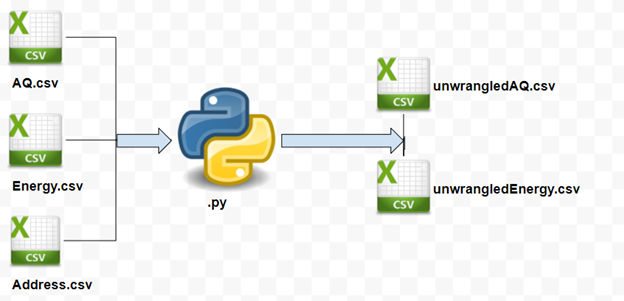 X
CSV
AQ.csv
X
CSV
Energy.csv
X
CSV
Address.csv
.py
X
CSV
unwrangledAQ.csv
X
CSV
unwrangledEnergy.csv